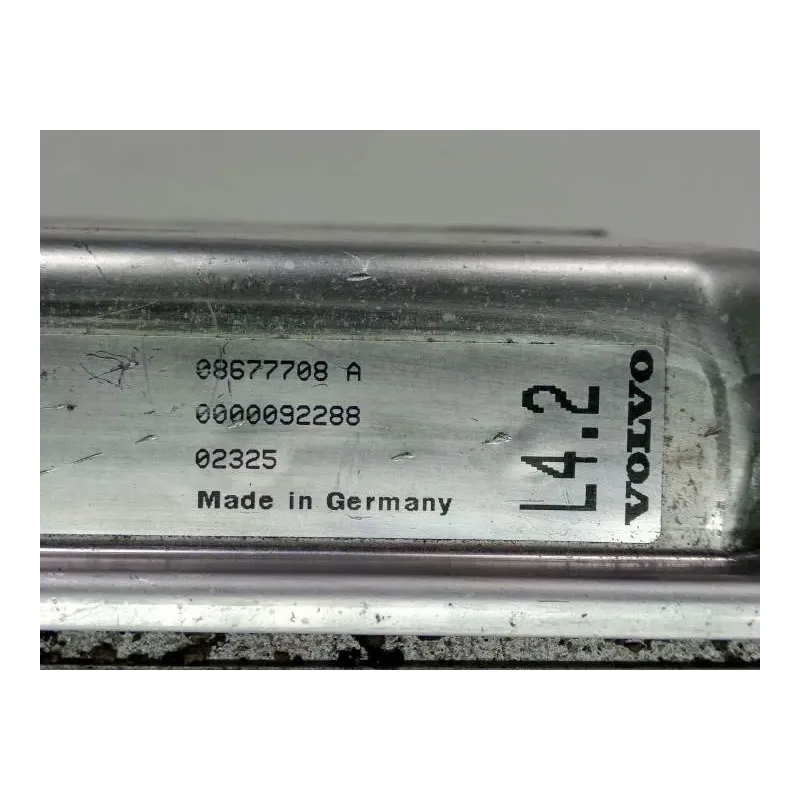 08677708 A
0000092288
02325
Made in Germany
L4.2
VOLVO